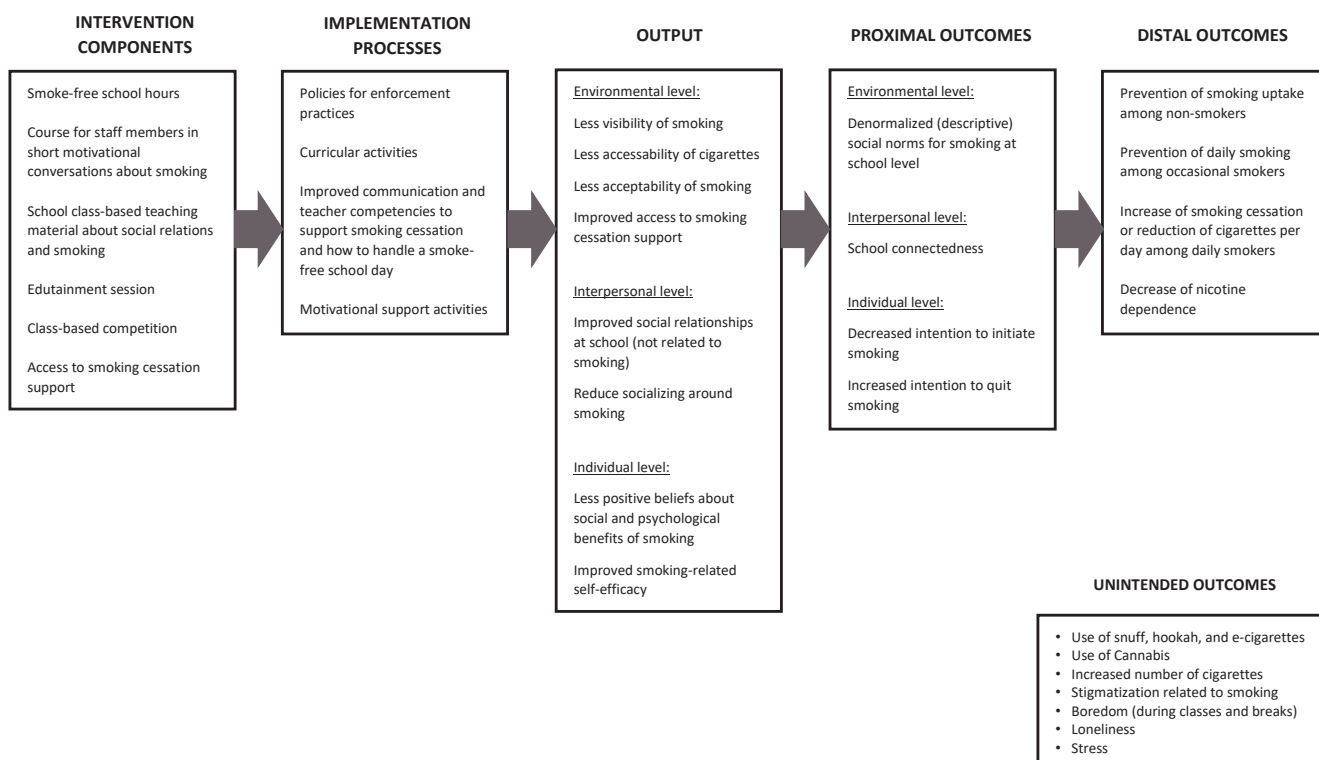 INTERVENTION
COMPONENTS
Smoke-free school hours
Course for staff members in
short motivational
conversations about smoking
School class-based teaching
material about social relations
and smoking
Edutainment session
Class-based competition
Access to smoking cessation
support
IMPLEMENTATION
PROCESSES
Policies for enforcement
practices
Curricular activities
Improved communication and
teacher competencies to
support smoking cessation
and how to handle a smoke-
free school day
Motivational support activities
OUTPUT
Environmental level:
Less visibility of smoking
Less accessability of cigarettes
Less acceptability of smoking
Improved access to smoking
cessation support
Interpersonal level:
Improved social relationships
at school (not related to
smoking)
Reduce socializing around
smoking
Individual level:
Less positive beliefs about
social and psychological
benefits of smoking
Improved smoking-related
self-efficacy
PROXIMAL OUTCOMES
Environmental level:
Denormalized (descriptive)
social norms for smoking at
school level
Interpersonal level:
School connectedness
Individual level:
Decreased intention to initiate
smoking
Increased intention to quit
smoking
DISTAL OUTCOMES
Prevention of smoking uptake
among non-smokers
Prevention of daily smoking
among occasional smokers
Increase of smoking cessation
or reduction of cigarettes per
day among daily smokers
Decrease of nicotine
dependence
UNINTENDED OUTCOMES
• Use of snuff, hookah, and e-cigarettes
• Use of Cannabis
• Increased number of cigarettes
• Stigmatization related to smoking
• Boredom (during classes and breaks)
• Loneliness
• Stress